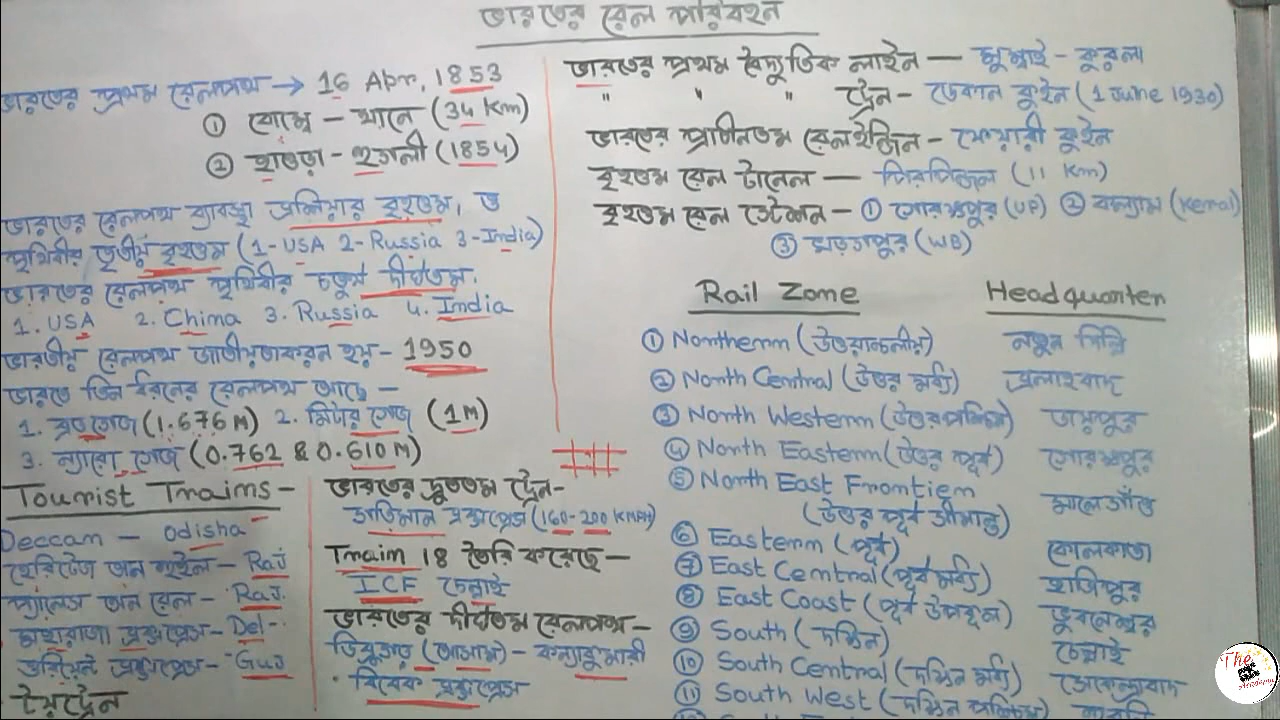 ভারতের রেল পরিবহন
ভারতের প্রথম রেলপথ → 16 Apr, 1853
① বোম্বে – থানে (34 Km)
② হাওড়া - হুগলী (1854)
ভারতের রেলপথ ব্যবস্থা এশিয়ার বৃহত্তম, ও
পৃথিবীর তৃতীয় বৃহত্তম (1-USA 2-Russia 3-India)
ভারতের রেলপথ পৃথিবীর চতুর্থ দীর্ঘতম.
1. USA 2. China 3. Russia 4. India
ভারতীয় রেলপথ জাতীয়তাকরন হয় - 1950
ভারতে তিন ধরনের রেলপথ আছে –
1. ব্রডগেজ (1.676 M) 2. মিটার গেজ (1M)
3. ন্যারো গেজ (0.762 & 0.610 M)
Tourist Trains -
Deccan - Odisha
হেরিটেজ অন হুইল - Raj
প্যালেস অন রেল - Raj.
মহারাজা এক্সপ্রেস - Del-
ওরিয়েন্ট এক্সপ্রেস - Guj
টয়ট্রেন
ভারতের দ্রুততম ট্রেন-
গতিমান এক্সপ্রেস (160-200 KMPH)
Train 18 তৈরি করেছে –
ICF চেন্নাই
ভারতের দীর্ঘতম রেলপথ –
ডিব্রুগড় (আসাম) - কন্যাকুমারী
বিবেক এক্সপ্রেস
ভারতের প্রথম বৈদ্যুতিক লাইন — মুম্বাই - কুরলা
" " " ট্রেন - ডেকান কুইন (1 June 1930)
ভারতের প্রাচীনতম রেলইঞ্জিন - ফেয়ারী কুইন
বৃহত্তম রেল টানেল — পিরপিঞ্জল (11 Km)
বৃহত্তম রেল স্টেশন - ① গোরক্ষপুর (UP) ② কল্যাম (Keral)
③ খড়গপুর (WB)
Rail Zone Headquarter
① Northern (উত্তরাঞ্চলীয়) নতুন দিল্লি
② North Central (উত্তর মধ্য) এলাহবাদ
③ North Western (উত্তর পশ্চিম) জয়পুর
④ North Eastern (উত্তর পূর্ব) গোরক্ষপুর
⑤ North East Frontier
(উত্তর পূর্ব সীমান্ত) মালেগাঁও
⑥ Eastern (পূর্ব) কোলকাতা
⑦ East Central (পূর্ব মধ্য) হাজিপুর
⑧ East Coast (পূর্ব উপকূল) ভুবনেশ্বর
⑨ South (দক্ষিন) চেন্নাই
⑩ South Central (দক্ষিন মধ্য) সেকেন্দ্রাবাদ
⑪ South West (দক্ষিন পশ্চিম)
The